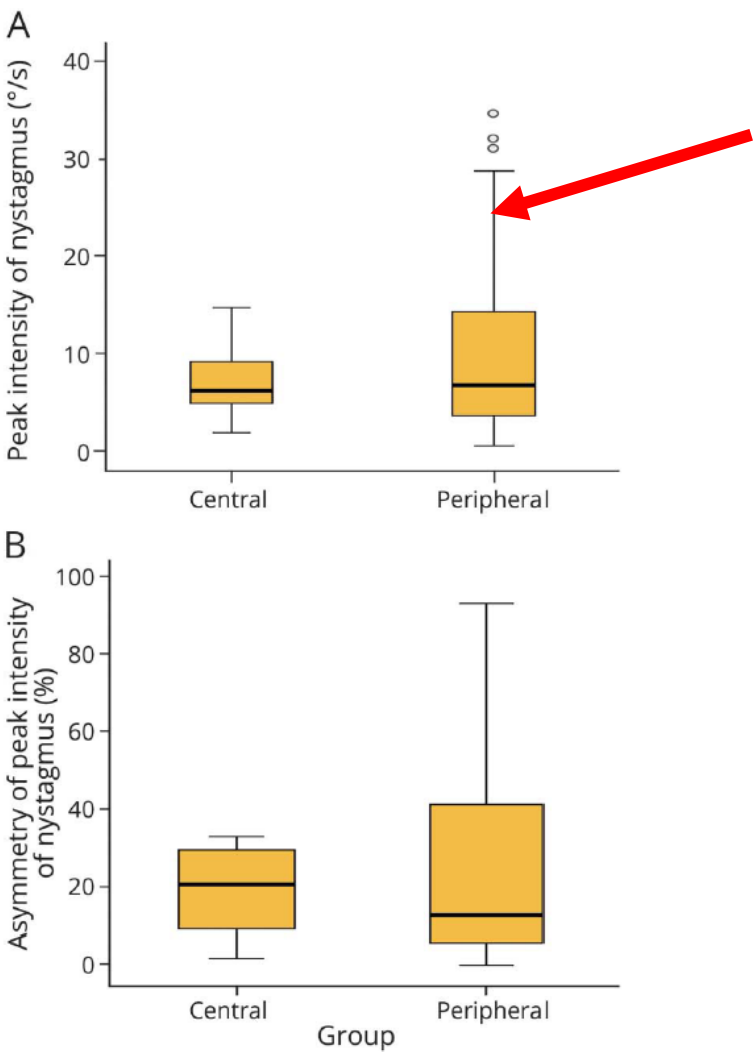 A
Peak intensity of nystagmus (°/s)
40
30
20
10
0
Central
Peripheral
B
Asymmetry of peak intensity
of nystagmus (%)
100
80
60
40
20
0
Central
Peripheral
Group